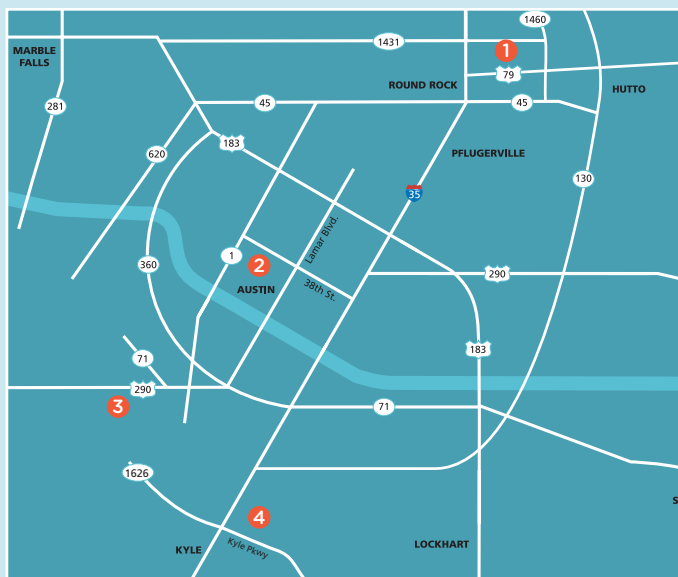 1460
1431
1
MARBLE
FALLS
79
ROUND ROCK
HUTTO
281
45
45
183
620
PFLUGERVILLE
130
35
Lamar Blvd.
1
2
360
290
AUSTIN
38th St.
183
71
290
3
71
1626
4
Kyle Pkwy
KYLE
LOCKHART
S